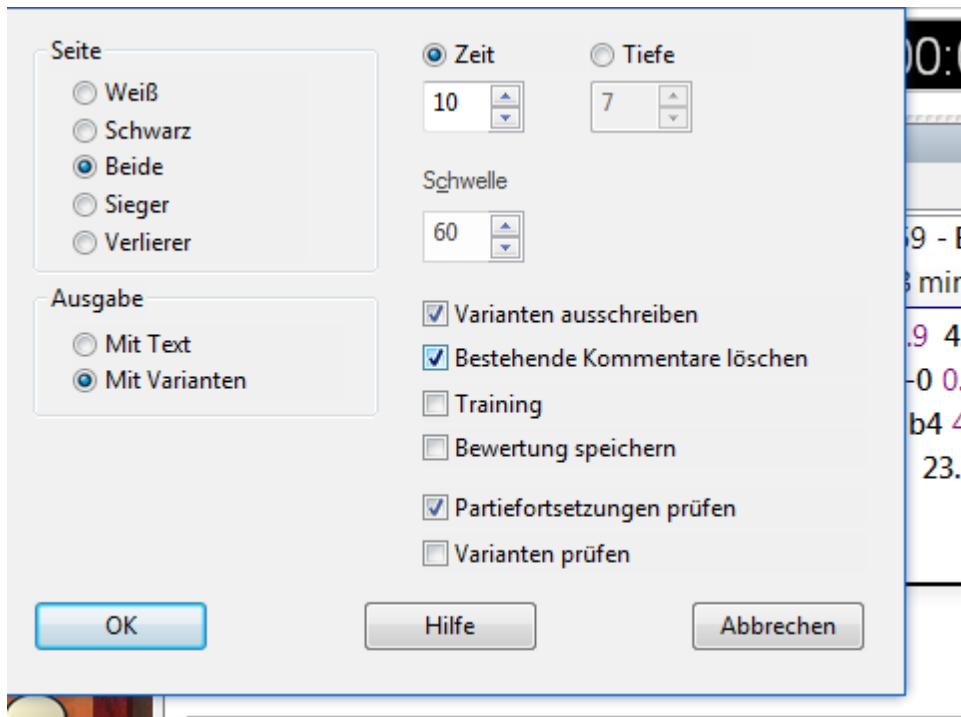 Seite
Weiß
Schwarz
Beide
Sieger
Verlierer
Ausgabe
Mit Text
Mit Varianten
Zeit
Tiefe
10
7
Schwelle
60
Varianten ausschreiben
Bestehende Kommentare löschen
Training
Bewertung speichern
Partiefortsetzungen prüfen
Varianten prüfen
OK
Hilfe
Abbrechen
b4
23.